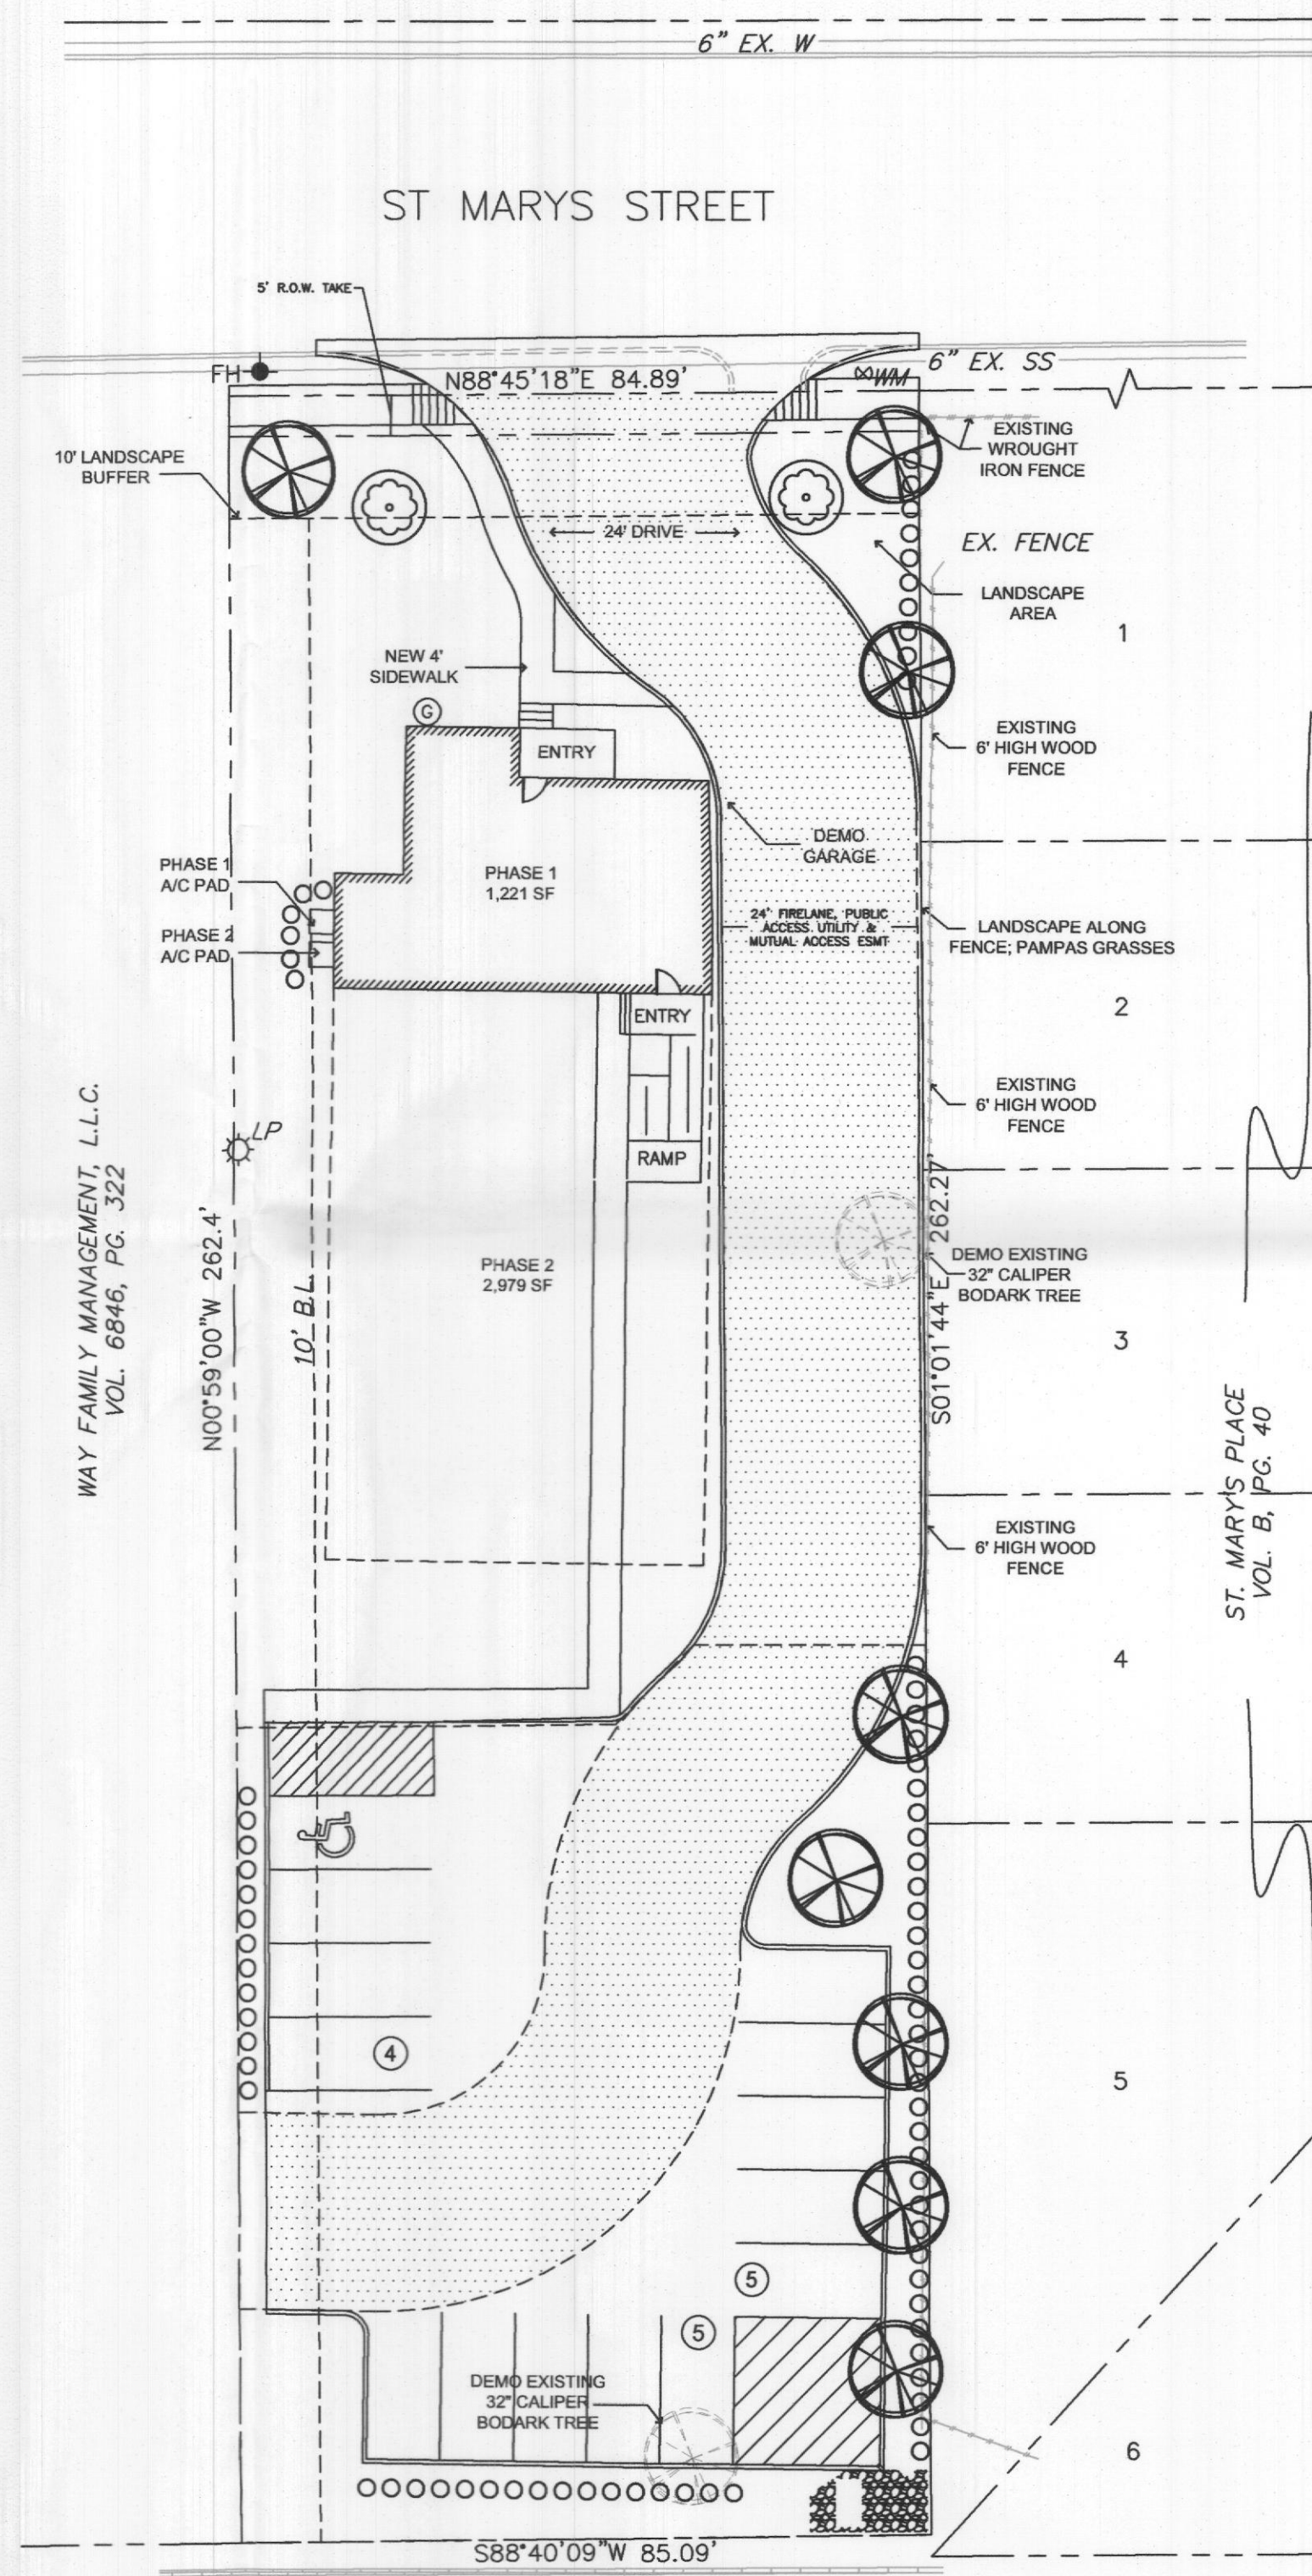 6" EX. W
ST MARYS STREET
5' R.O.W. TAKE
FH
N88°45'18"E 84.89'
WM
6" EX. SS
EXISTING
WROUGHT
IRON FENCE
10' LANDSCAPE
BUFFER
24' DRIVE
EX. FENCE
LANDSCAPE
AREA
1
NEW 4'
SIDEWALK
G
ENTRY
EXISTING
6' HIGH WOOD
FENCE
DEMO
GARAGE
PHASE 1
A/C PAD
PHASE 1
1,221 SF
PHASE 2
A/C PAD
24' FIRELANE, PUBLIC
ACCESS UTILITY &
MUTUAL ACCESS ESMT
LANDSCAPE ALONG
FENCE; PAMPAS GRASSES
2
ENTRY
EXISTING
6' HIGH WOOD
FENCE
LP
RAMP
WAY FAMILY MANAGEMENT, L.L.C.
VOL. 6846, PG. 322
N00°59'00"W 262.4'
10' B.L.
PHASE 2
2,979 SF
S01°01'44"E 262.27'
DEMO EXISTING
32" CALIPER
BODARK TREE
3
ST. MARY'S PLACE
VOL. B, PG. 40
EXISTING
6' HIGH WOOD
FENCE
4
4
5
5
5
DEMO EXISTING
32" CALIPER
BODARK TREE
6
S88°40'09"W 85.09'